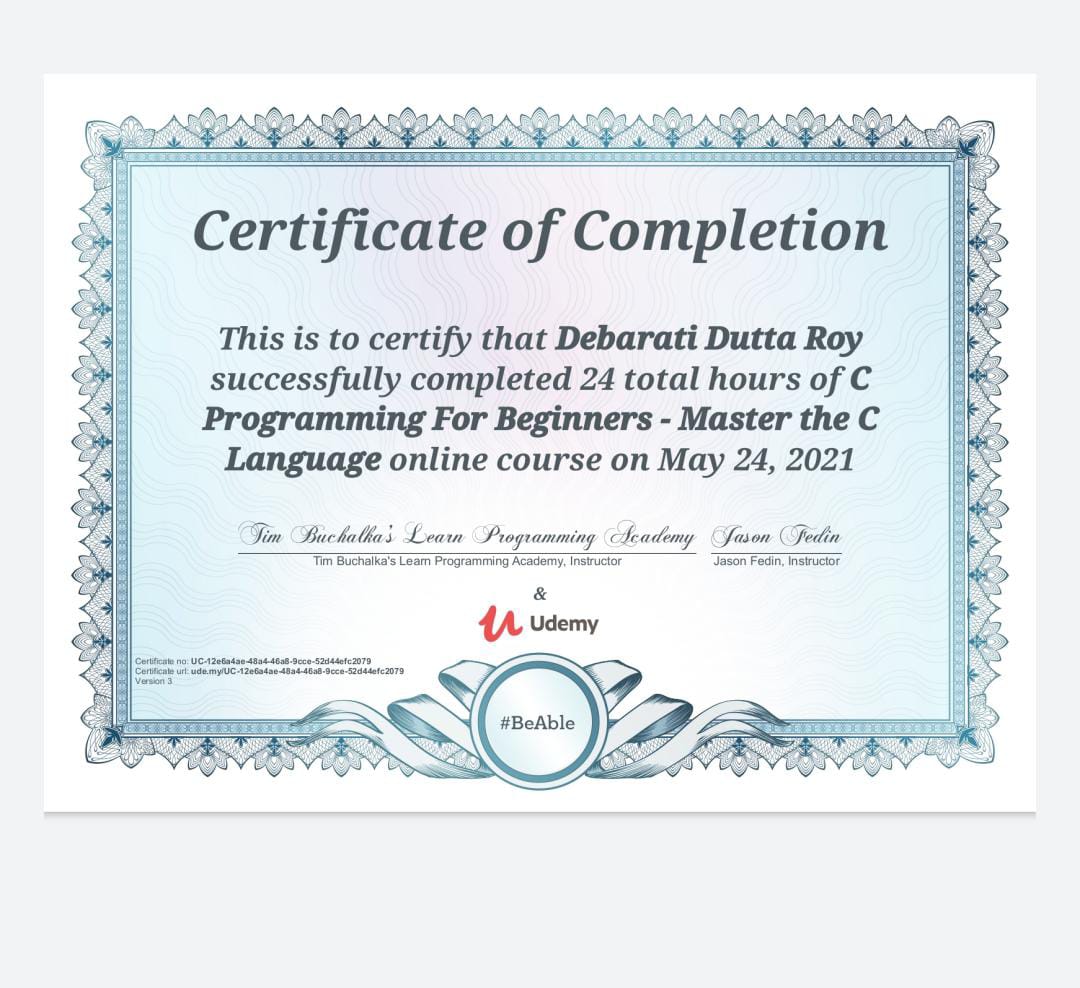 Certificate of Completion
This is to certify that Debarati Dutta Roy
successfully completed 24 total hours of C
Programming For Beginners - Master the C
Language online course on May 24, 2021
Tim Buchalka's Learn Programming Academy Jason Fedin
Tim Buchalka's Learn Programming Academy, Instructor Jason Fedin, Instructor
&
Udemy
Certificate no: UC-12e6a4ae-48a4-46a8-9cce-52d44efc2079
Certificate url: ude.my/UC-12e6a4ae-48a4-46a8-9cce-52d44efc2079
Version 3
#BeAble